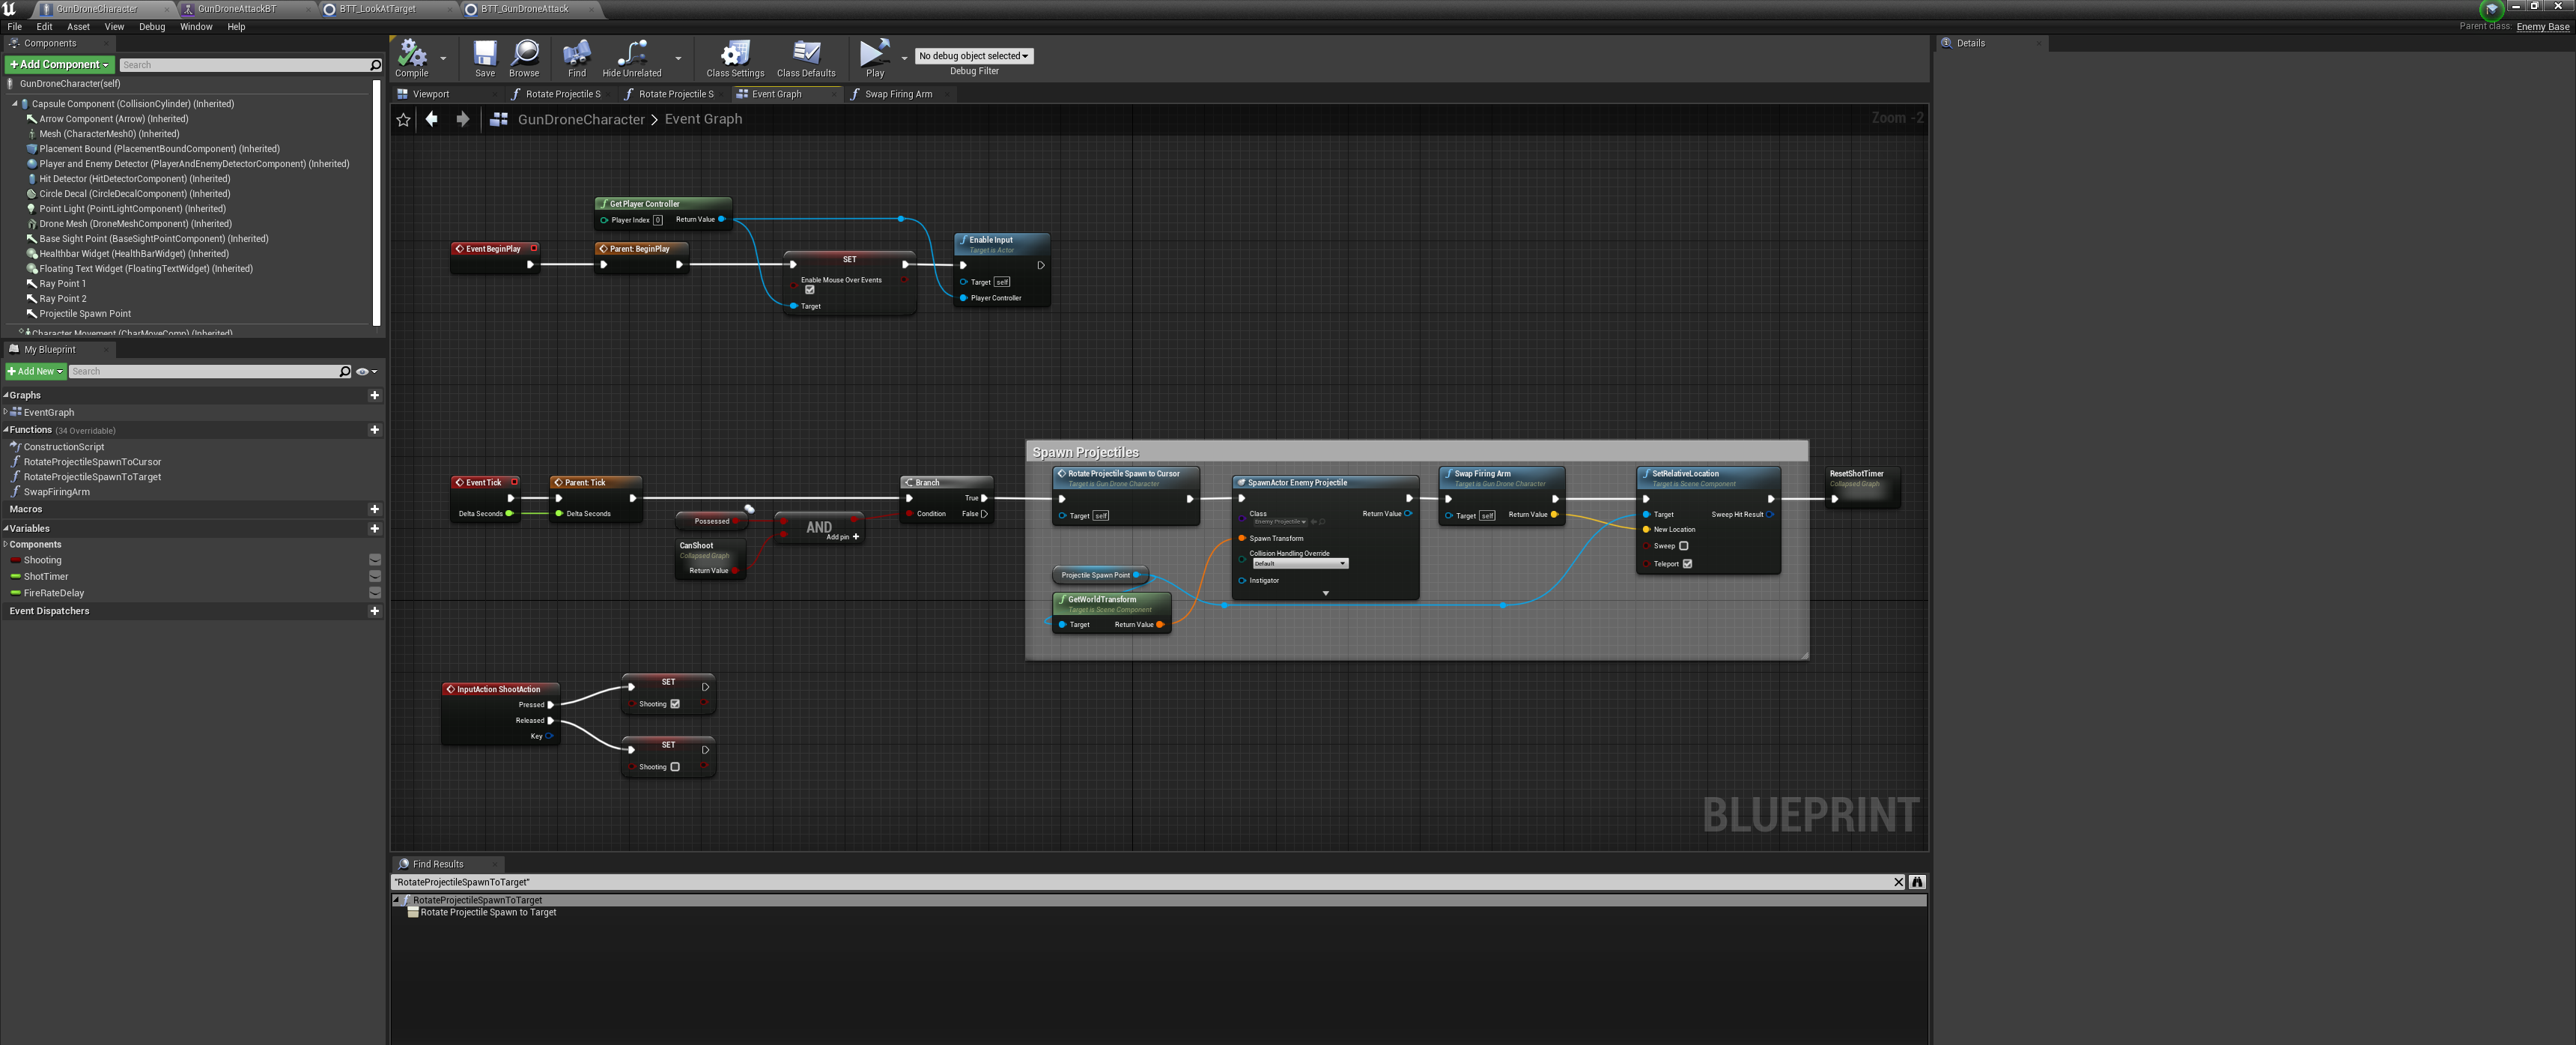 GunDroneCharacter
GunDroneAttackBT
BTT_LookAtTarget
BTT_GunDroneAttack
File Edit Asset View Debug Window Help
Parent class: Enemy Base
Components
+Add Component
Search
GunDroneCharacter(self)
Capsule Component (CollisionCylinder) (Inherited)
Arrow Component (Arrow) (Inherited)
Mesh (CharacterMesh0) (Inherited)
Placement Bound (PlacementBoundComponent) (Inherited)
Player and Enemy Detector (PlayerAndEnemyDetectorComponent) (Inherited)
Hit Detector (HitDetectorComponent) (Inherited)
Circle Decal (CircleDecalComponent) (Inherited)
Point Light (PointLightComponent) (Inherited)
Drone Mesh (DroneMeshComponent) (Inherited)
Base Sight Point (BaseSightPointComponent) (Inherited)
Healthbar Widget (HealthBarWidget) (Inherited)
Floating Text Widget (FloatingTextWidget) (Inherited)
Ray Point 1
Ray Point 2
Projectile Spawn Point
Character Movement (CharMoveComp) (Inherited)
My Blueprint
+Add New
Search
Graphs
EventGraph
Functions (34 Overridable)
ConstructionScript
RotateProjectileSpawnToCursor
RotateProjectileSpawnToTarget
SwapFiringArm
Macros
Variables
Components
Shooting
ShotTimer
FireRateDelay
Event Dispatchers
Compile
Save
Browse
Find
Hide Unrelated
Class Settings
Class Defaults
Play
No debug object selected
Debug Filter
Viewport
Rotate Projectile S
Rotate Projectile S
Event Graph
Swap Firing Arm
GunDroneCharacter > Event Graph
Zoom -2
Get Player Controller
Player Index 0 Return Value
Event BeginPlay
Parent: BeginPlay
SET
Enable Mouse Over Events
Target
Enable Input
Target is Actor
Target self
Player Controller
Event Tick
Delta Seconds
Parent: Tick
Delta Seconds
Possessed
CanShoot
Collapsed Graph
Return Value
AND
Add pin +
Branch
True
Condition False
Spawn Projectiles
Rotate Projectile Spawn to Cursor
Target is Gun Drone Character
Target self
Projectile Spawn Point
GetWorldTransform
Target is Scene Component
Target Return Value
SpawnActor Enemy Projectile
Class Return Value
Enemy Projectile
Spawn Transform
Collision Handling Override
Default
Instigator
Swap Firing Arm
Target is Gun Drone Character
Target self Return Value
SetRelativeLocation
Target is Scene Component
Target Sweep Hit Result
New Location
Sweep
Teleport
ResetShotTimer
Collapsed Graph
InputAction ShootAction
Pressed
Released
Key
SET
Shooting
SET
Shooting
BLUEPRINT
Find Results
"RotateProjectileSpawnToTarget"
RotateProjectileSpawnToTarget
Rotate Projectile Spawn to Target
Details